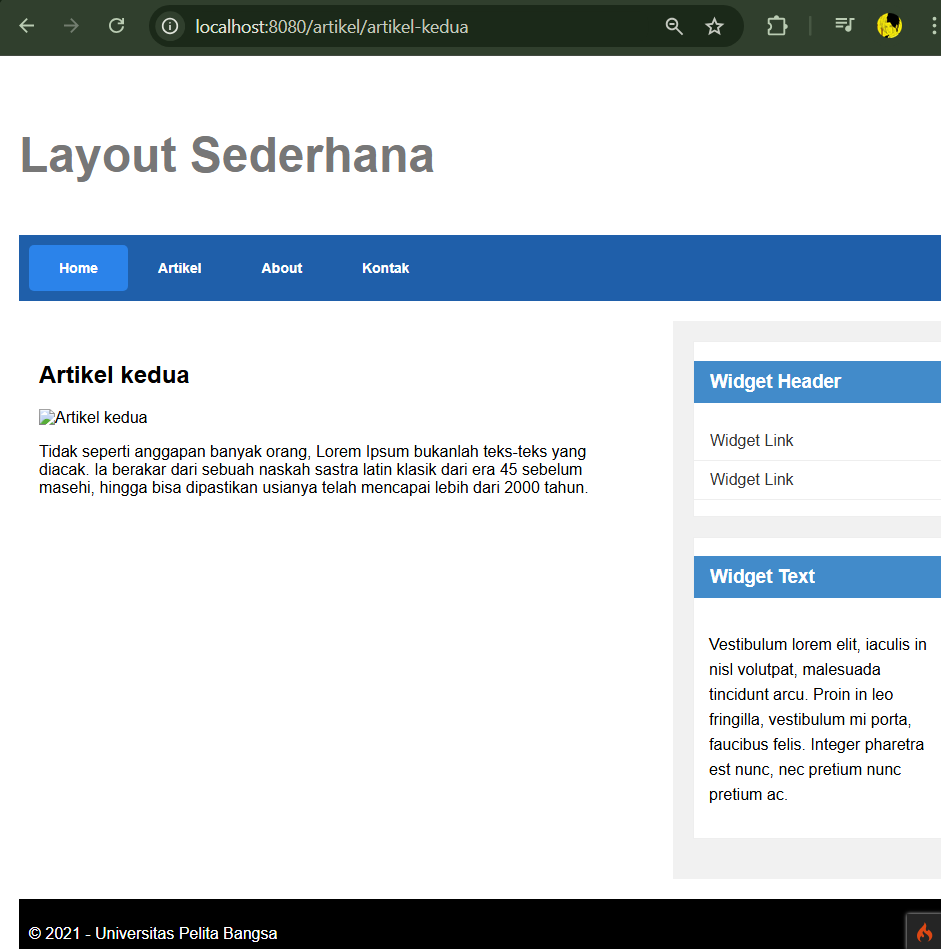 localhost:8080/artikel/artikel-kedua
Layout Sederhana
Home
Artikel
About
Kontak
Artikel kedua
Artikel kedua
Tidak seperti anggapan banyak orang, Lorem Ipsum bukanlah teks-teks yang
diacak. Ia berakar dari sebuah naskah sastra latin klasik dari era 45 sebelum
masehi, hingga bisa dipastikan usianya telah mencapai lebih dari 2000 tahun.
Widget Header
Widget Link
Widget Link
Widget Text
Vestibulum lorem elit, iaculis in
nisl volutpat, malesuada
tincidunt arcu. Proin in leo
fringilla, vestibulum mi porta,
faucibus felis. Integer pharetra
est nunc, nec pretium nunc
pretium ac.
© 2021 - Universitas Pelita Bangsa